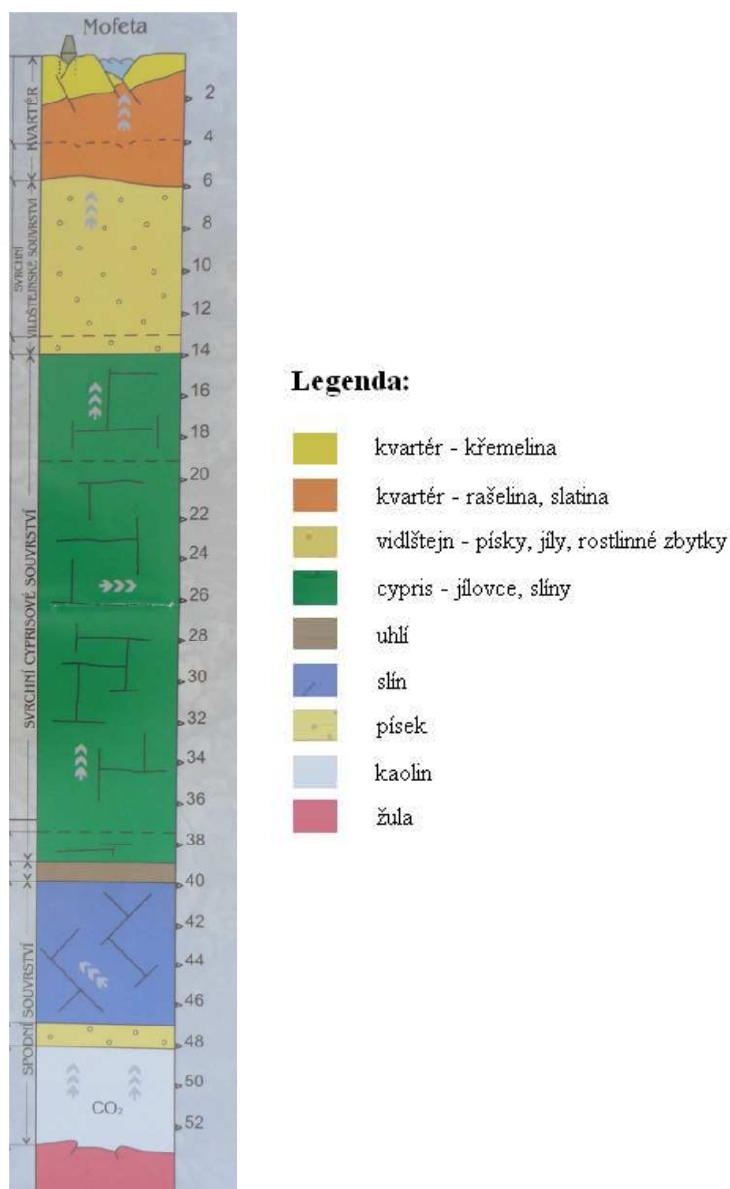 Mofeta
KVARTÉR
2
4
6
SVRCHNÍ
VILDŠTEJNSKÉ SOUVRSTVÍ
8
10
12
14
SVRCHNÍ CYPRISOVÉ SOUVRSTVÍ
16
18
20
22
24
26
28
30
32
34
36
38
40
SPODNÍ SOUVRSTVÍ
42
44
46
48
50
CO₂
52
Legenda:
kvartér - křemelina
kvartér - rašelina, slatina
vidlštejn - písky, jíly, rostlinné zbytky
cypris - jílovce, slíny
uhlí
slín
písek
kaolin
žula